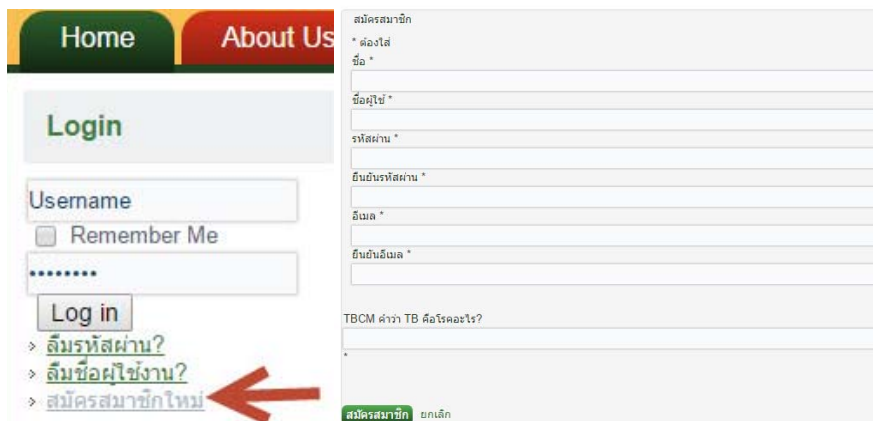 Home
About Us
Login
Username
Remember Me
••••••••
Log in
ลืมรหัสผ่าน?
ลืมชื่อผู้ใช้งาน?
สมัครสมาชิกใหม่
สมัครสมาชิก
* ต้องใส่
ชื่อ *
ชื่อผู้ใช้ *
รหัสผ่าน *
ยืนยันรหัสผ่าน *
อีเมล *
ยืนยันอีเมล *
TBCM คำว่า TB คือโรคอะไร?
*
สมัครสมาชิก ยกเลิก